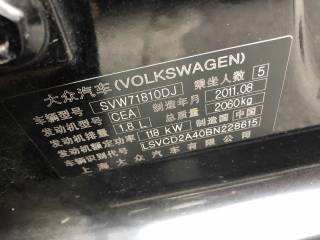 大众汽车(VOLKSWAGEN)
车辆型号 SVW71810DJ 乘坐人数 5
发动机型号 CEA 制造年月 2011.08
发动机排量 1.8 L 总质量 2060kg
发动机额定功率 118 kW 制造国 中国
车辆识别代号 LSVCD2A40BN228615
上海大众汽车有限公司